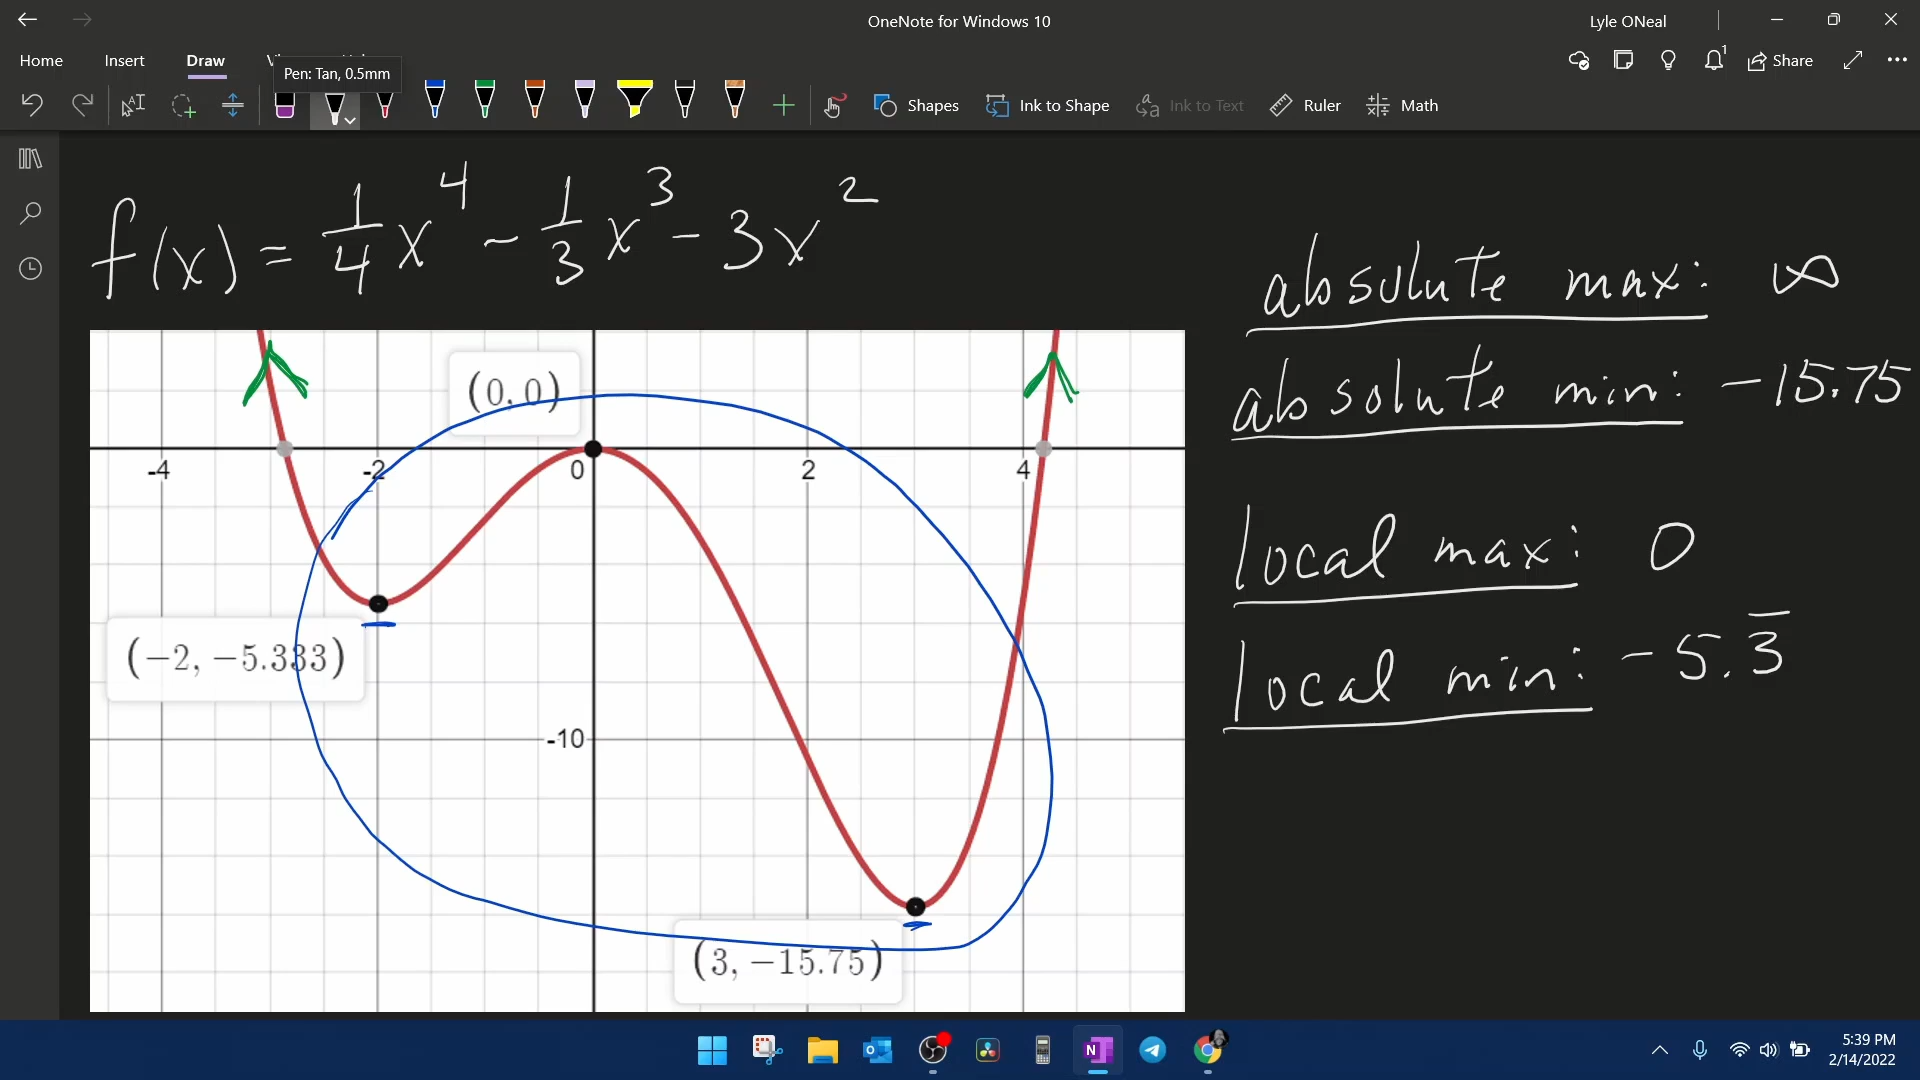 OneNote for Windows 10
Lyle ONeal
Home Insert Draw
1 Share
Pen: Tan, 0.5mm
Shapes Ink to Shape Ink to Text Ruler Math
f(x) = 1/4 x^4 - 1/3 x^3 - 3x^2
absolute max: ∞
absolute min: -15.75
local max: 0
local min: -5.3̅
(0, 0)
-4 -2 0 2 4
(−2, −5.333)
-10
(3, −15.75)
5:39 PM
2/14/2022